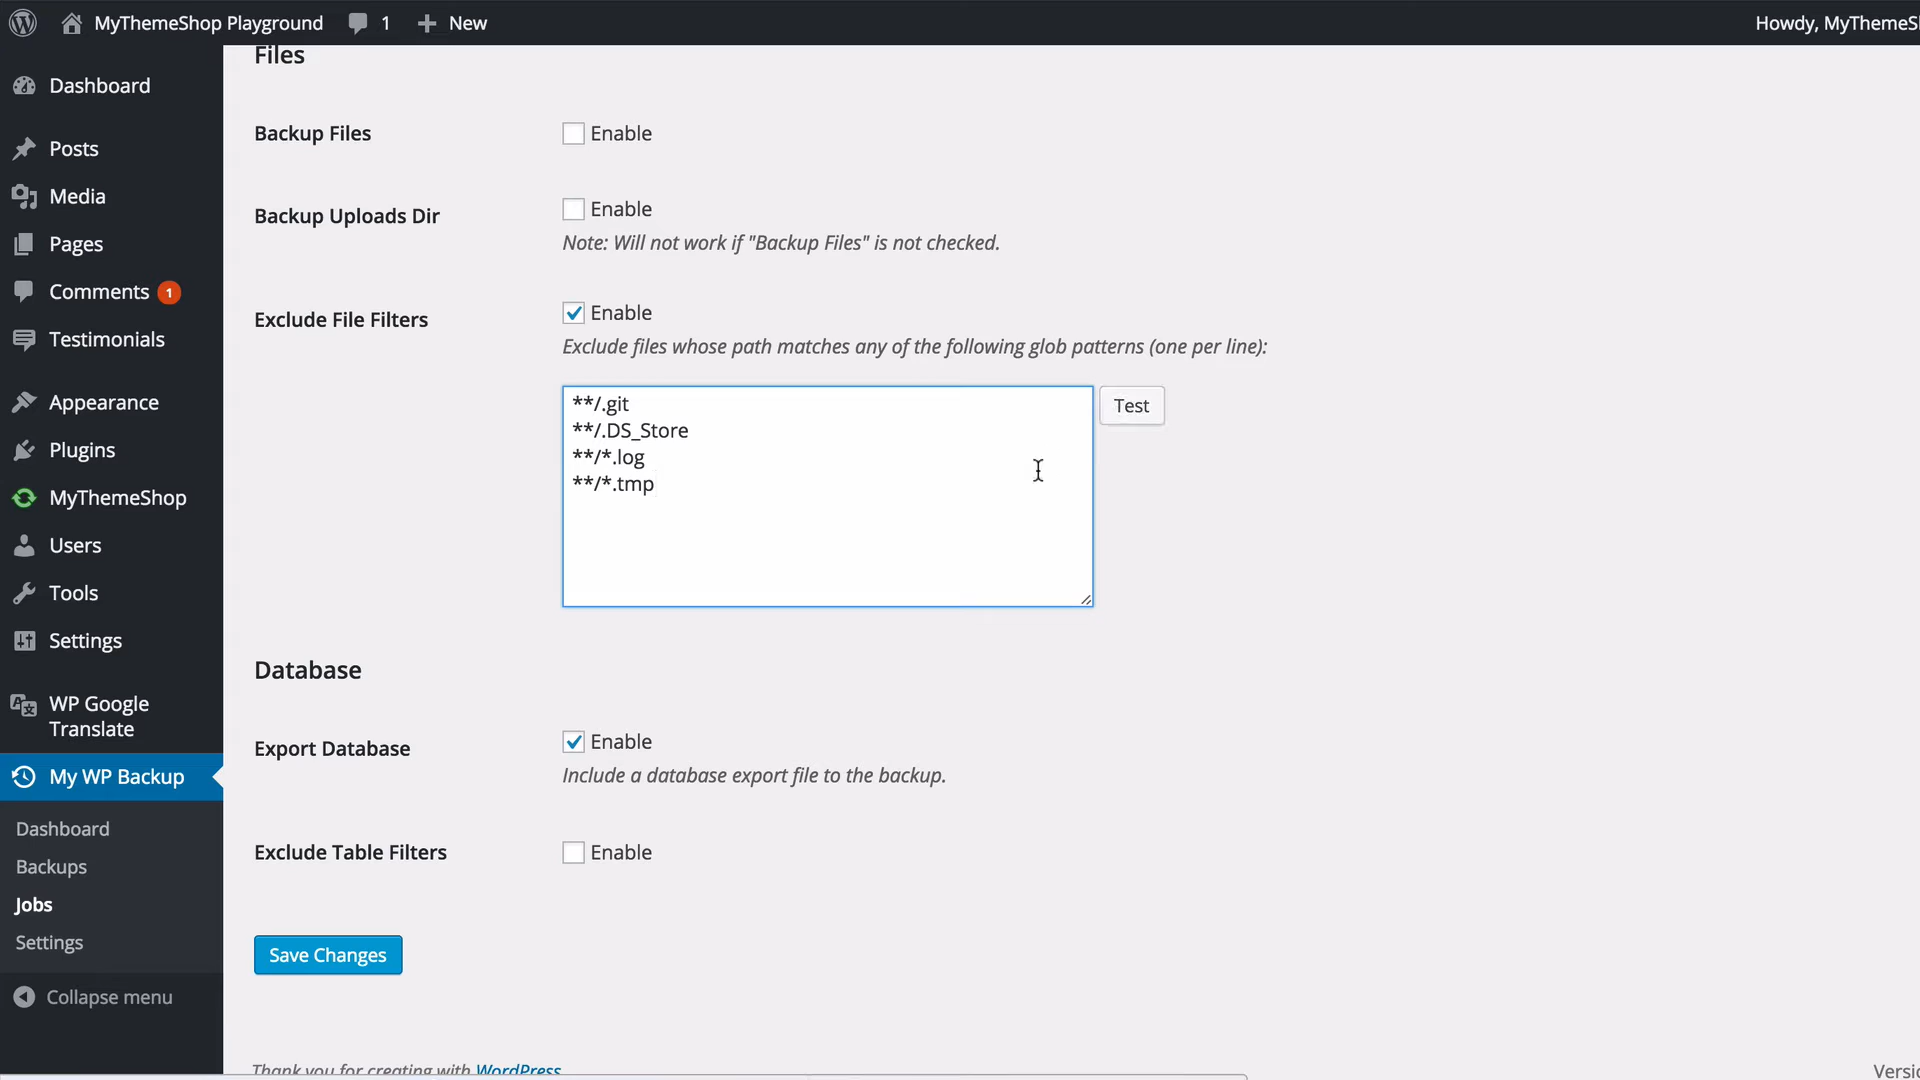 MyThemeShop Playground
1
New
Howdy, MyThemeS
Dashboard
Posts
Media
Pages
Comments 1
Testimonials
Appearance
Plugins
MyThemeShop
Users
Tools
Settings
WP Google
Translate
My WP Backup
Dashboard
Backups
Jobs
Settings
Collapse menu
Files
Backup Files
Enable
Backup Uploads Dir
Enable
Note: Will not work if "Backup Files" is not checked.
Exclude File Filters
Enable
Exclude files whose path matches any of the following glob patterns (one per line):
**/.git
**/.DS_Store
**/*.log
**/*.tmp
Test
Database
Export Database
Enable
Include a database export file to the backup.
Exclude Table Filters
Enable
Save Changes
Thank you for creating with WordPress
Versio